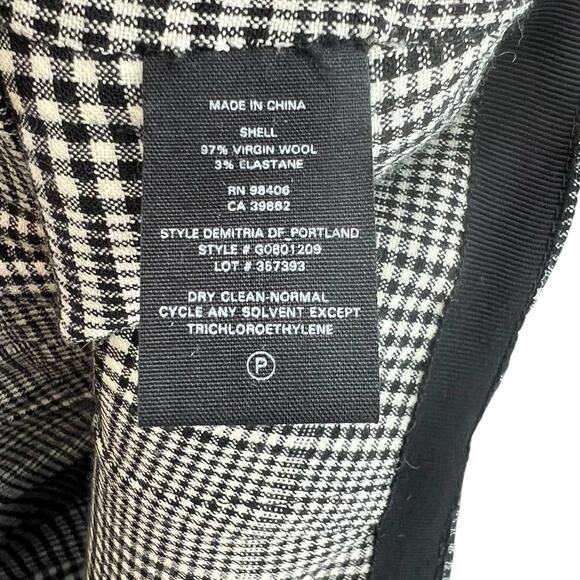 MADE IN CHINA
SHELL
97% VIRGIN WOOL
3% ELASTANE
RN 98406
CA 39862
STYLE DEMITRIA DF_PORTLAND
STYLE # G0801209
LOT # 357393
DRY CLEAN-NORMAL
CYCLE ANY SOLVENT EXCEPT
TRICHLOROETHYLENE
P